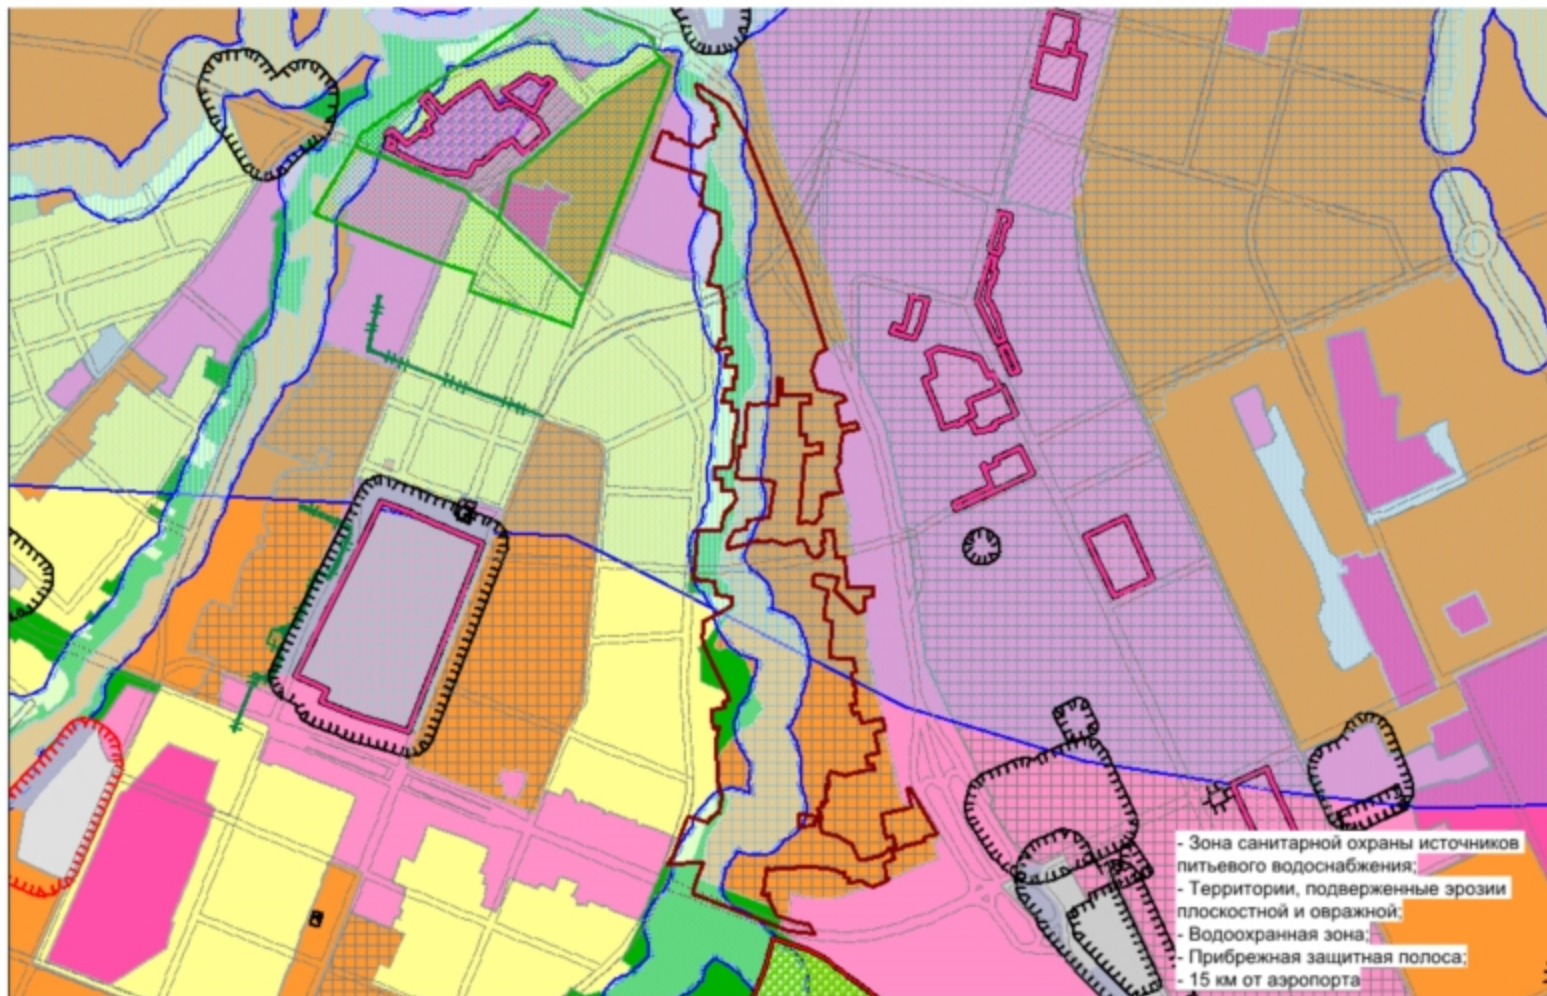 - Зона санитарной охраны источников
питьевого водоснабжения;
- Территории, подверженные эрозии
плоскостной и овражной;
- Водоохранная зона;
- Прибрежная защитная полоса;
- 15 км от аэропорта